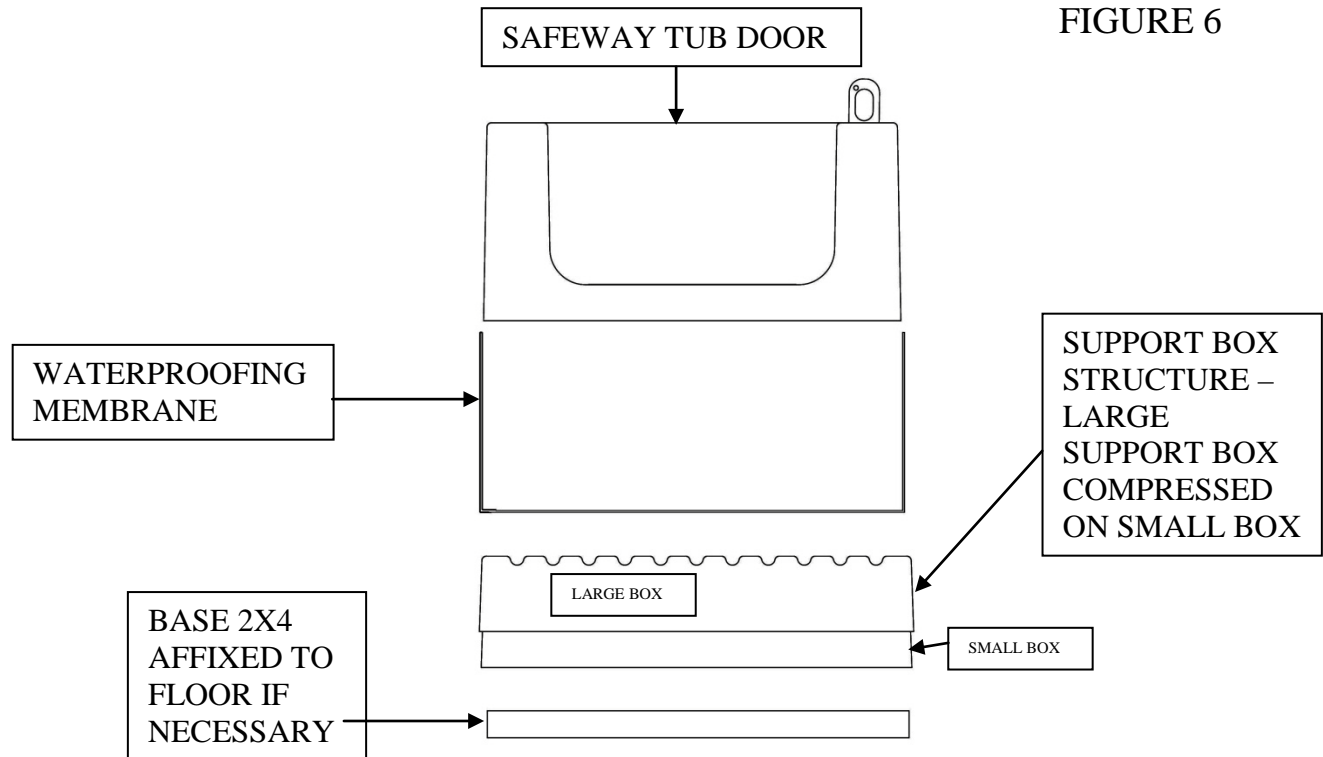 FIGURE 6
SAFEWAY TUB DOOR
WATERPROOFING
MEMBRANE
SUPPORT BOX
STRUCTURE –
LARGE
SUPPORT BOX
COMPRESSED
ON SMALL BOX
LARGE BOX
SMALL BOX
BASE 2X4
AFFIXED TO
FLOOR IF
NECESSARY